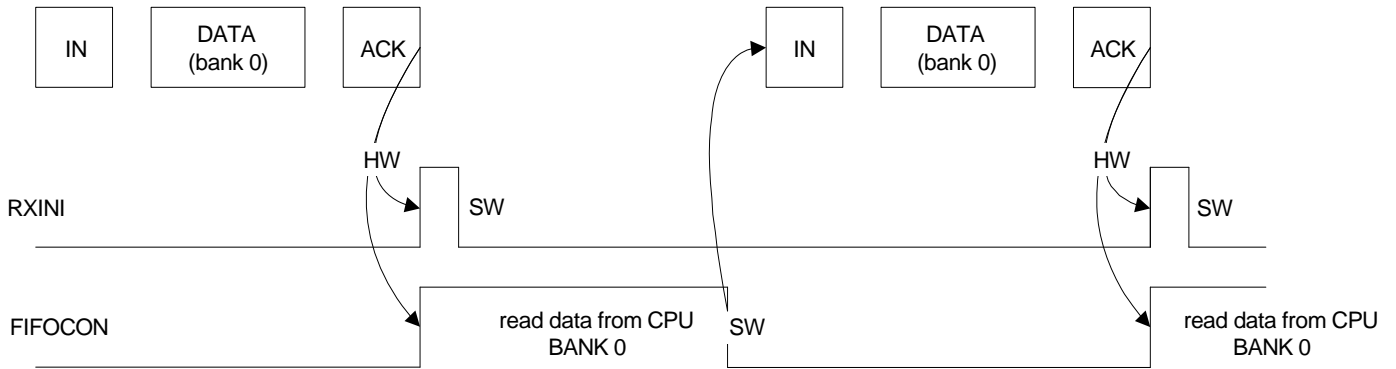 IN
DATA
(bank 0)
ACK
IN
DATA
(bank 0)
ACK
HW
HW
RXINI
SW
SW
FIFOCON
read data from CPU
BANK 0
SW
read data from CPU
BANK 0